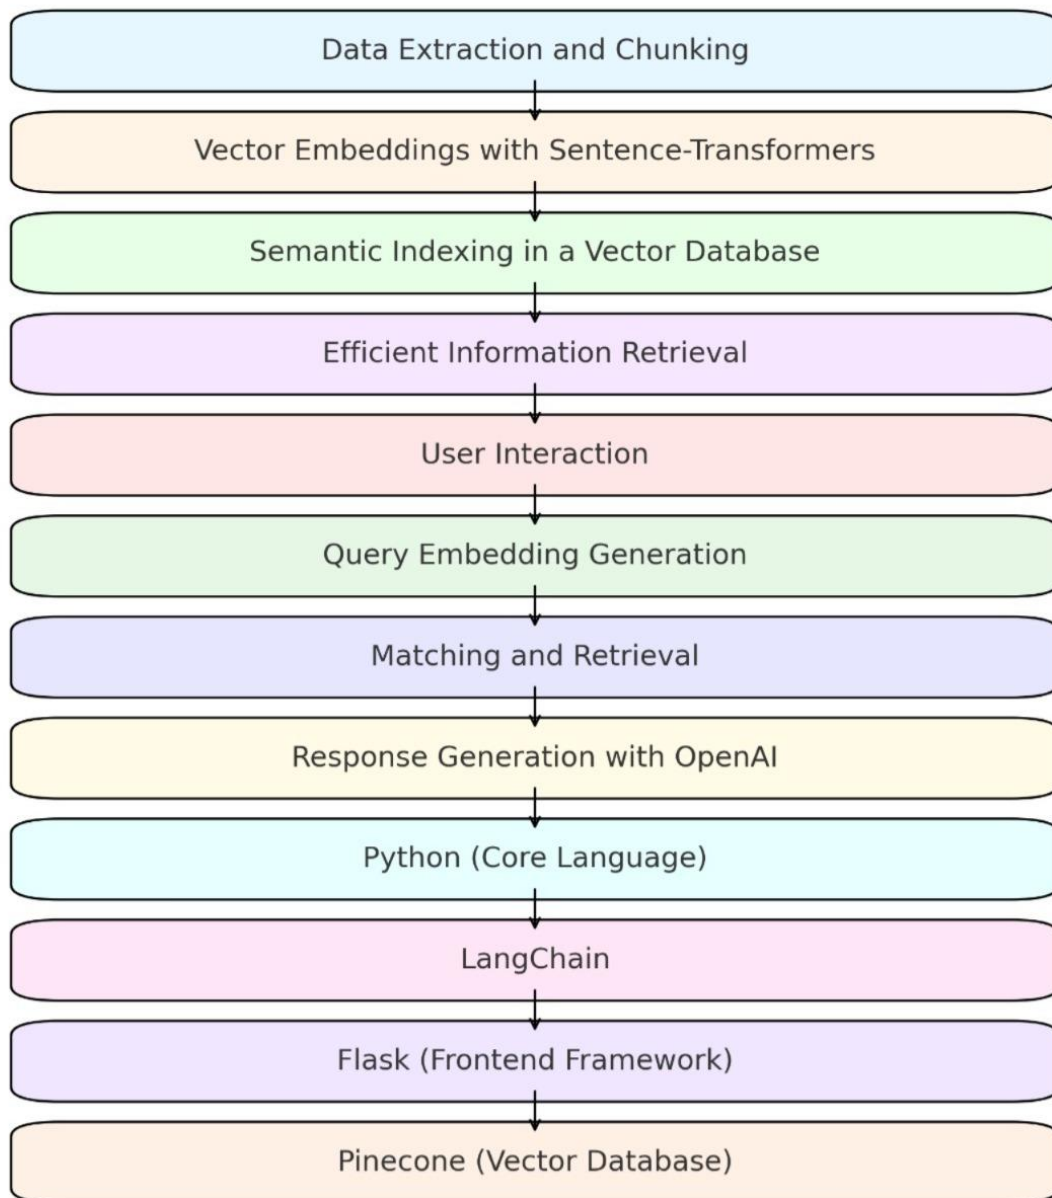 Data Extraction and Chunking
Vector Embeddings with Sentence-Transformers
Semantic Indexing in a Vector Database
Efficient Information Retrieval
User Interaction
Query Embedding Generation
Matching and Retrieval
Response Generation with OpenAI
Python (Core Language)
LangChain
Flask (Frontend Framework)
Pinecone (Vector Database)